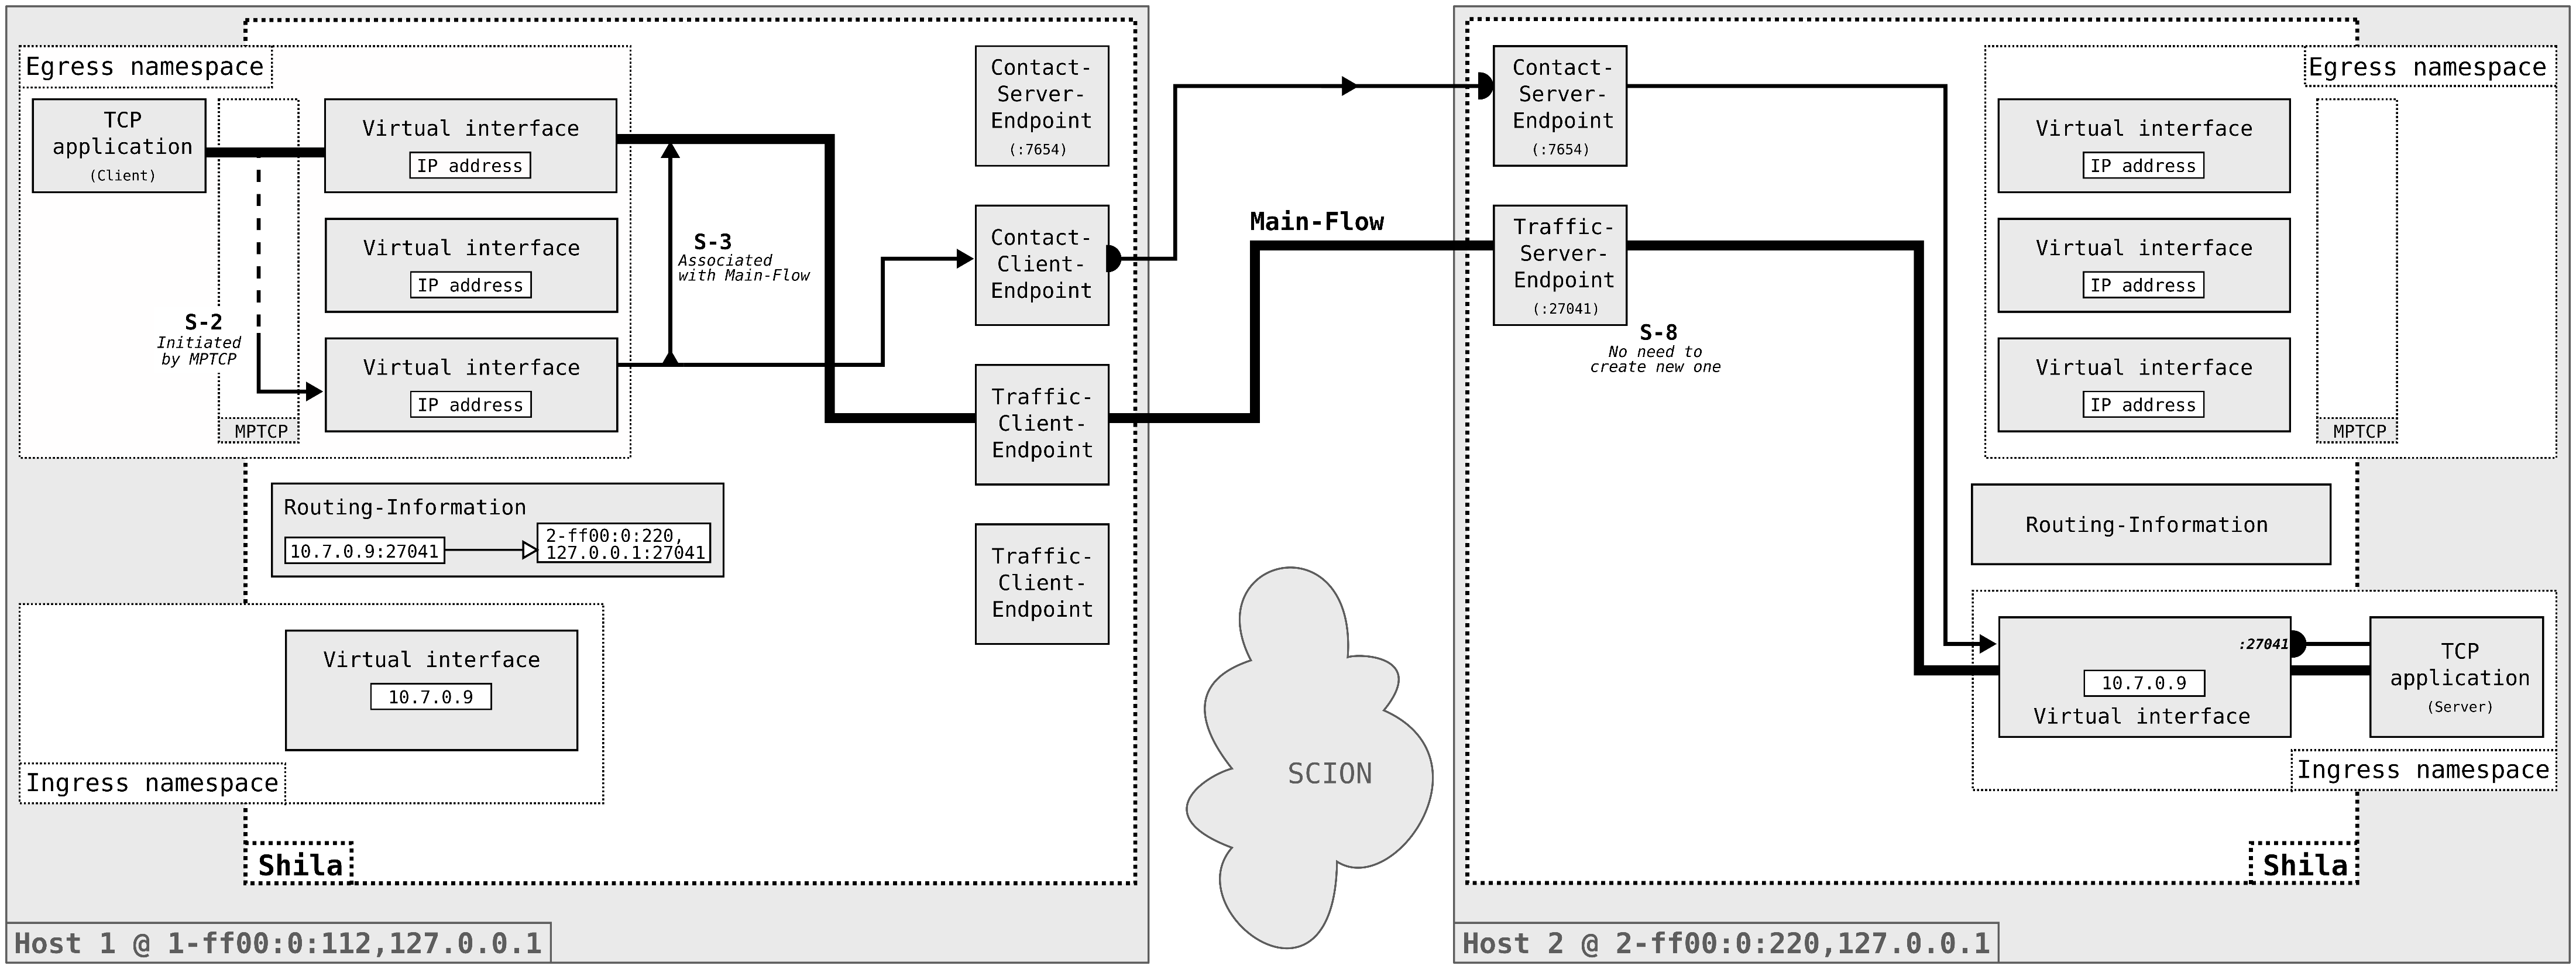 Egress namespace
TCP
application
(Client)
MPTCP
Virtual interface
IP address
Virtual interface
IP address
Virtual interface
IP address
S-2
Initiated
by MPTCP
S-3
Associated
with Main-Flow
Routing-Information
10.7.0.9:27041
2-ff00:0:220,
127.0.0.1:27041
Virtual interface
10.7.0.9
Ingress namespace
Shila
Host 1 @ 1-ff00:0:112,127.0.0.1
Contact-
Server-
Endpoint
(:7654)
Contact-
Client-
Endpoint
Traffic-
Client-
Endpoint
Traffic-
Client-
Endpoint
Main-Flow
SCION
Contact-
Server-
Endpoint
(:7654)
Traffic-
Server-
Endpoint
(:27041)
S-8
No need to
create new one
Egress namespace
Virtual interface
IP address
Virtual interface
IP address
Virtual interface
IP address
MPTCP
Routing-Information
:27041
10.7.0.9
Virtual interface
TCP
application
(Server)
Ingress namespace
Shila
Host 2 @ 2-ff00:0:220,127.0.0.1